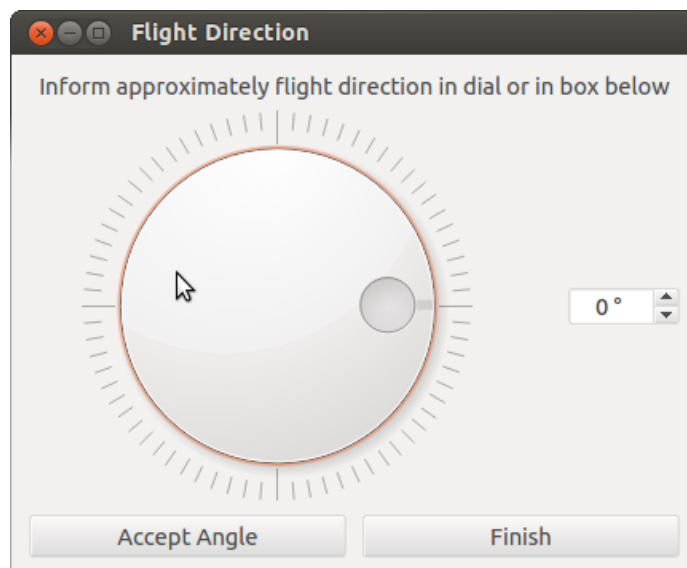 Flight Direction
Inform approximately flight direction in dial or in box below
0 °
Accept Angle
Finish